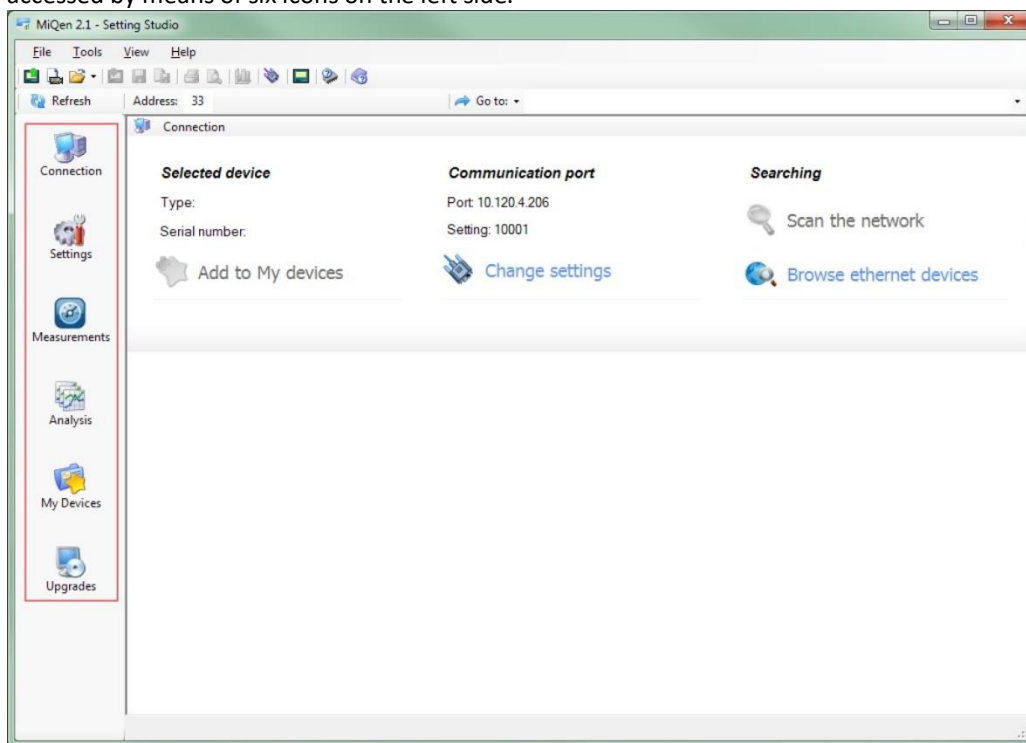 accessed by means of six icons on the left side.
MiQen 2.1 - Setting Studio
File Tools View Help
Refresh Address: 33 Go to:
Connection
Connection
Selected device Communication port Searching
Type: Port: 10.120.4.206 Scan the network
Serial number: Setting: 10001
Settings
Add to My devices Change settings Browse ethernet devices
Measurements
Analysis
My Devices
Upgrades